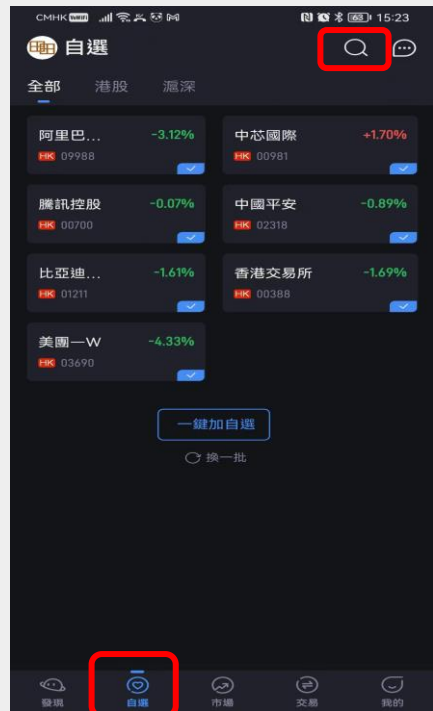 CMHK 63 15:23
自選
全部 港股 滬深
阿里巴... -3.12% 中芯國際 +1.70%
HK 09988 HK 00981
騰訊控股 -0.07% 中國平安 -0.89%
HK 00700 HK 02318
比亞迪... -1.61% 香港交易所 -1.69%
HK 01211 HK 00388
美團—W -4.33%
HK 03690
一鍵加自選
換一批
發現 自選 市場 交易 我的